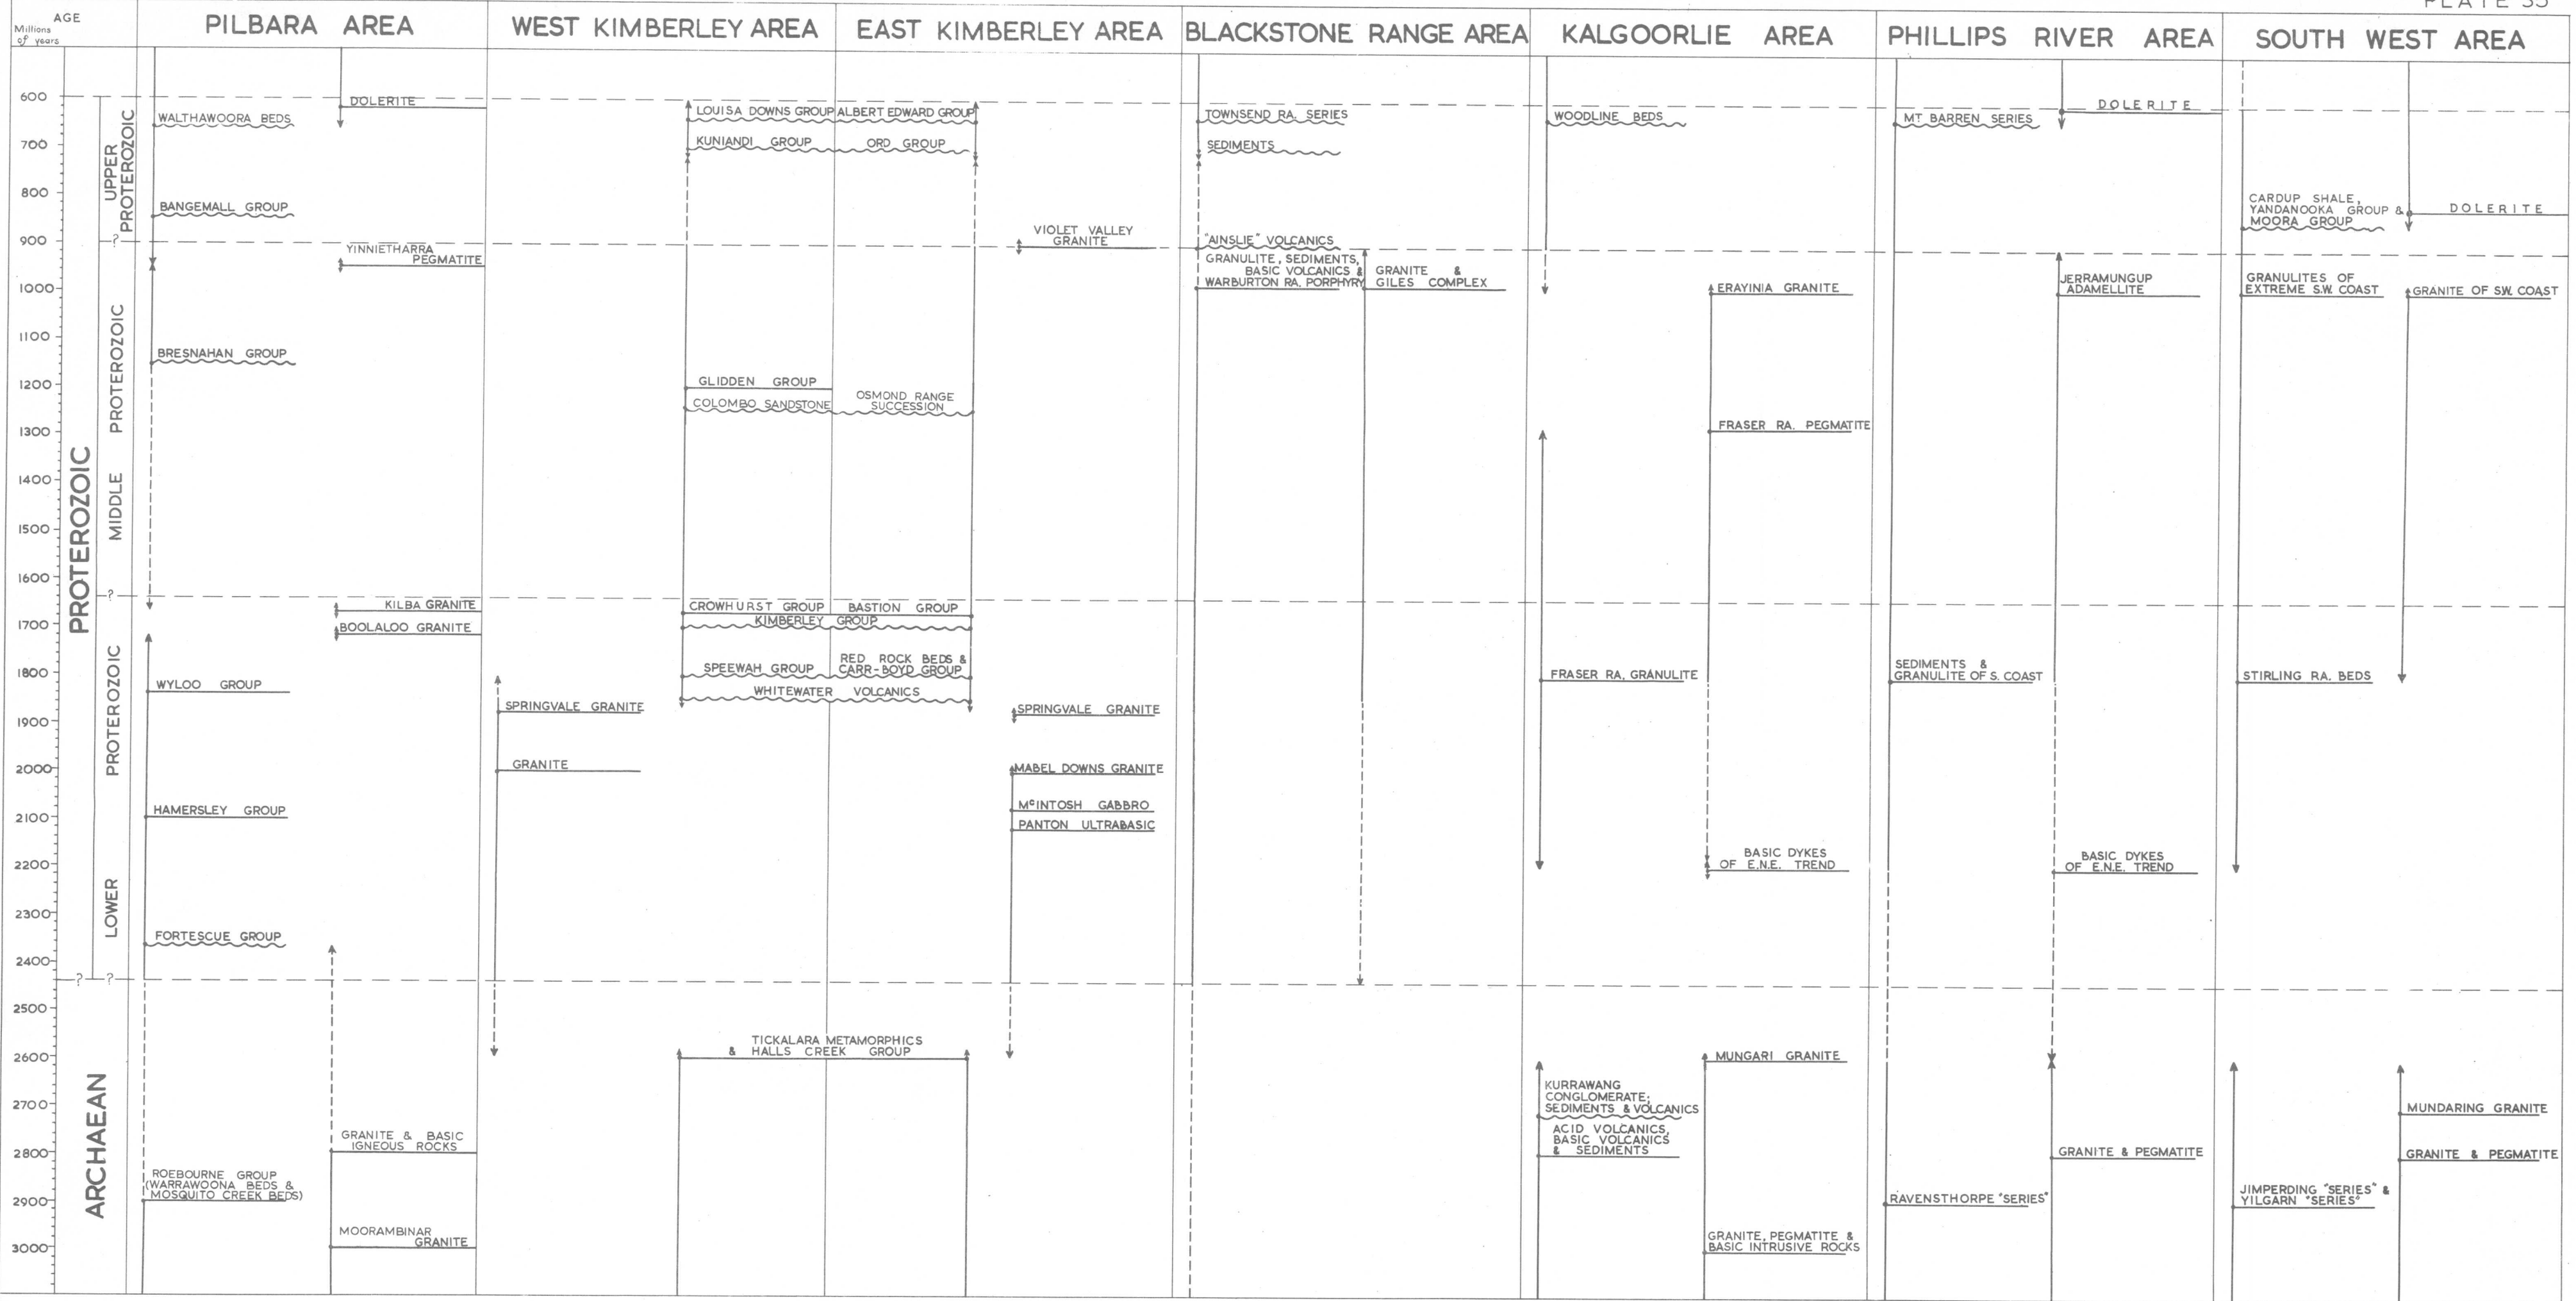 PLATE 35
AGE
Millions
of years
PILBARA AREA
WEST KIMBERLEY AREA
EAST KIMBERLEY AREA
BLACKSTONE RANGE AREA
KALGOORLIE AREA
PHILLIPS RIVER AREA
SOUTH WEST AREA
600
700
800
900
1000
1100
1200
1300
1400
1500
1600
1700
1800
1900
2000
2100
2200
2300
2400
2500
2600
2700
2800
2900
3000
PROTEROZOIC
ARCHAEAN
UPPER
PROTEROZOIC
?
MIDDLE PROTEROZOIC
?
LOWER PROTEROZOIC
? ?
WALTHAWOORA BEDS
BANGEMALL GROUP
BRESNAHAN GROUP
WYLOO GROUP
HAMERSLEY GROUP
FORTESCUE GROUP
ROEBOURNE GROUP
(WARRAWOONA BEDS &
MOSQUITO CREEK BEDS)
DOLERITE
YINNIETHARRA
PEGMATITE
KILBA GRANITE
BOOLALOO GRANITE
GRANITE & BASIC
IGNEOUS ROCKS
MOORAMBINAR
GRANITE
SPRINGVALE GRANITE
GRANITE
LOUISA DOWNS GROUP
KUNIANDI GROUP
GLIDDEN GROUP
COLOMBO SANDSTONE
CROWHURST GROUP
KIMBERLEY GROUP
SPEEWAH GROUP
WHITEWATER VOLCANICS
TICKALARA METAMORPHICS
& HALLS CREEK GROUP
ALBERT EDWARD GROUP
ORD GROUP
OSMOND RANGE
SUCCESSION
BASTION GROUP
RED ROCK BEDS &
CARR-BOYD GROUP
VIOLET VALLEY
GRANITE
SPRINGVALE GRANITE
MABEL DOWNS GRANITE
McINTOSH GABBRO
PANTON ULTRABASIC
TOWNSEND RA. SERIES
SEDIMENTS
"AINSLIE" VOLCANICS
GRANULITE, SEDIMENTS,
BASIC VOLCANICS &
WARBURTON RA. PORPHYRY
GRANITE &
GILES COMPLEX
WOODLINE BEDS
FRASER RA. GRANULITE
KURRAWANG
CONGLOMERATE;
SEDIMENTS & VOLCANICS
ACID VOLCANICS,
BASIC VOLCANICS
& SEDIMENTS
ERAYINIA GRANITE
FRASER RA. PEGMATITE
BASIC DYKES
OF E.N.E. TREND
MUNGARI GRANITE
GRANITE, PEGMATITE &
BASIC INTRUSIVE ROCKS
MT. BARREN SERIES
SEDIMENTS &
GRANULITE OF S. COAST
RAVENSTHORPE "SERIES"
DOLERITE
JERRAMUNGUP
ADAMELLITE
BASIC DYKES
OF E.N.E. TREND
GRANITE & PEGMATITE
CARDUP SHALE,
YANDANOOKA GROUP &
MOORA GROUP
GRANULITES OF
EXTREME S.W. COAST
STIRLING RA. BEDS
JIMPERDING "SERIES" &
YILGARN "SERIES"
DOLERITE
GRANITE OF S.W. COAST
MUNDARING GRANITE
GRANITE & PEGMATITE